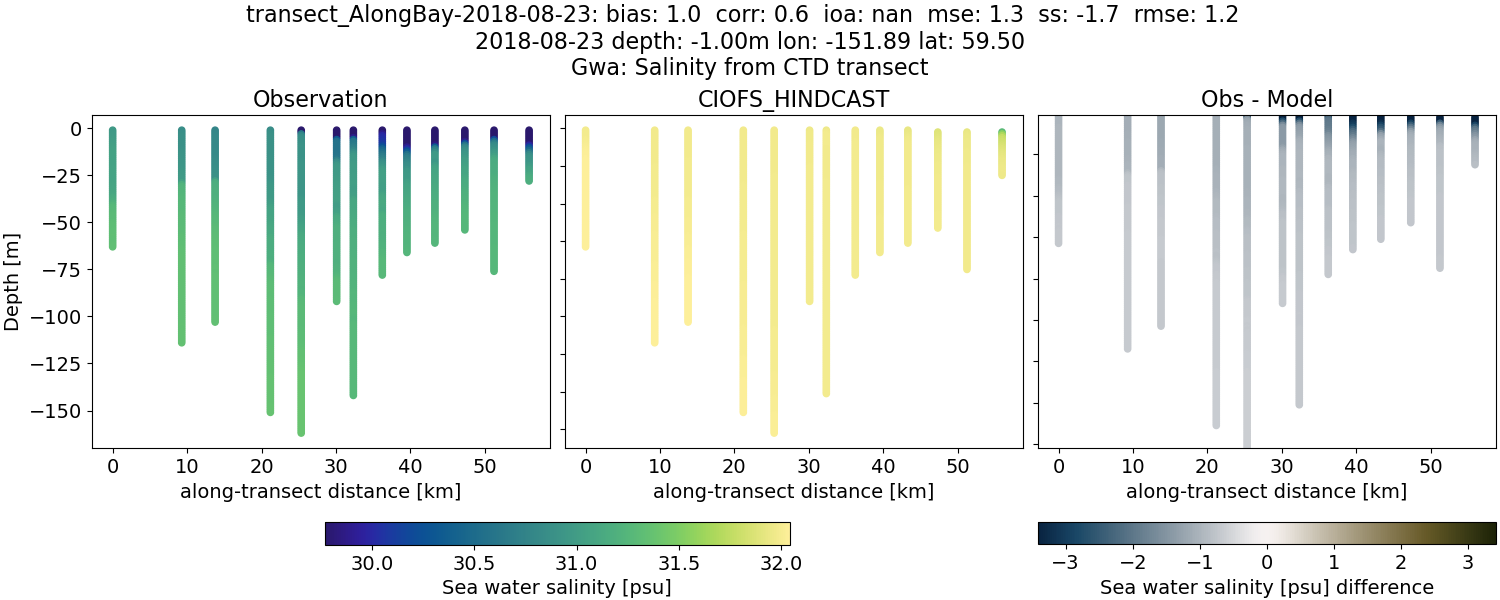 transect_AlongBay-2018-08-23: bias: 1.0  corr: 0.6  ioa: nan  mse: 1.3  ss: -1.7  rmse: 1.2
2018-08-23 depth: -1.00m lon: -151.89 lat: 59.50
Gwa: Salinity from CTD transect
Observation
CIOFS_HINDCAST
Obs - Model
Depth [m]
0
−25
−50
−75
−100
−125
−150
0 10 20 30 40 50
0 10 20 30 40 50
0 10 20 30 40 50
along-transect distance [km]
along-transect distance [km]
along-transect distance [km]
30.0 30.5 31.0 31.5 32.0
Sea water salinity [psu]
−3 −2 −1 0 1 2 3
Sea water salinity [psu] difference